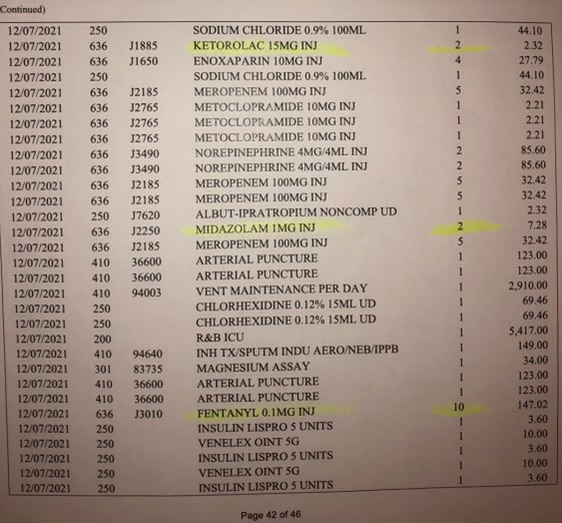 Continued)
12/07/2021 250 SODIUM CHLORIDE 0.9% 100ML 1 44.10
12/07/2021 636 J1885 KETOROLAC 15MG INJ 2 2.32
12/07/2021 636 J1650 ENOXAPARIN 10MG INJ 4 27.79
12/07/2021 250 SODIUM CHLORIDE 0.9% 100ML 1 44.10
12/07/2021 636 J2185 MEROPENEM 100MG INJ 5 32.42
12/07/2021 636 J2765 METOCLOPRAMIDE 10MG INJ 1 2.21
12/07/2021 636 J2765 METOCLOPRAMIDE 10MG INJ 1 2.21
12/07/2021 636 J2765 METOCLOPRAMIDE 10MG INJ 1 2.21
12/07/2021 636 J3490 NOREPINEPHRINE 4MG/4ML INJ 2 85.60
12/07/2021 636 J3490 NOREPINEPHRINE 4MG/4ML INJ 2 85.60
12/07/2021 636 J2185 MEROPENEM 100MG INJ 5 32.42
12/07/2021 636 J2185 MEROPENEM 100MG INJ 5 32.42
12/07/2021 250 J7620 ALBUT-IPRATROPIUM NONCOMP UD 1 2.32
12/07/2021 636 J2250 MIDAZOLAM 1MG INJ 2 7.28
12/07/2021 636 J2185 MEROPENEM 100MG INJ 5 32.42
12/07/2021 410 36600 ARTERIAL PUNCTURE 1 123.00
12/07/2021 410 36600 ARTERIAL PUNCTURE 1 123.00
12/07/2021 410 94003 VENT MAINTENANCE PER DAY 1 2,910.00
12/07/2021 250 CHLORHEXIDINE 0.12% 15ML UD 1 69.46
12/07/2021 250 CHLORHEXIDINE 0.12% 15ML UD 1 69.46
12/07/2021 200 R&B ICU 1 5,417.00
12/07/2021 410 94640 INH TX/SPUTM INDU AERO/NEB/IPPB 1 149.00
12/07/2021 301 83735 MAGNESIUM ASSAY 1 34.00
12/07/2021 410 36600 ARTERIAL PUNCTURE 1 123.00
12/07/2021 410 36600 ARTERIAL PUNCTURE 1 123.00
12/07/2021 636 J3010 FENTANYL 0.1MG INJ 10 147.02
12/07/2021 250 INSULIN LISPRO 5 UNITS 1 3.60
12/07/2021 250 VENELEX OINT 5G 1 10.00
12/07/2021 250 INSULIN LISPRO 5 UNITS 1 3.60
12/07/2021 250 VENELEX OINT 5G 1 10.00
12/07/2021 250 INSULIN LISPRO 5 UNITS 1 3.60
Page 42 of 46